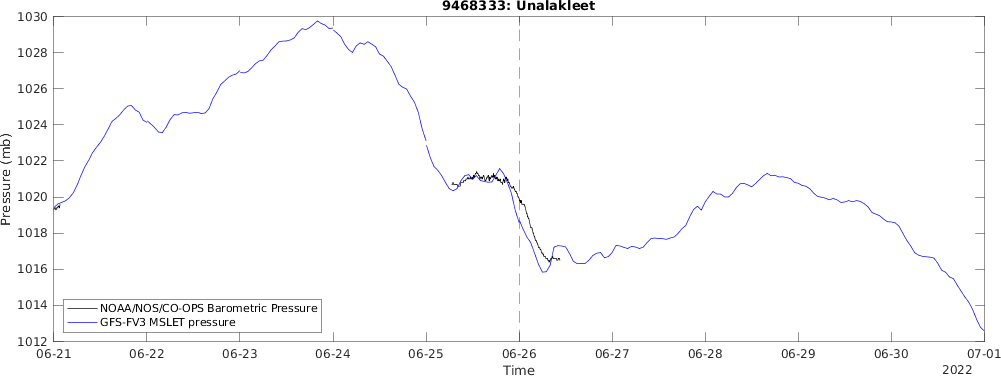 9468333: Unalakleet
1030
1028
1026
1024
1022
1020
1018
1016
1014
1012
Pressure (mb)
NOAA/NOS/CO-OPS Barometric Pressure
GFS-FV3 MSLET pressure
06-21 06-22 06-23 06-24 06-25 06-26 06-27 06-28 06-29 06-30 07-01
Time
2022